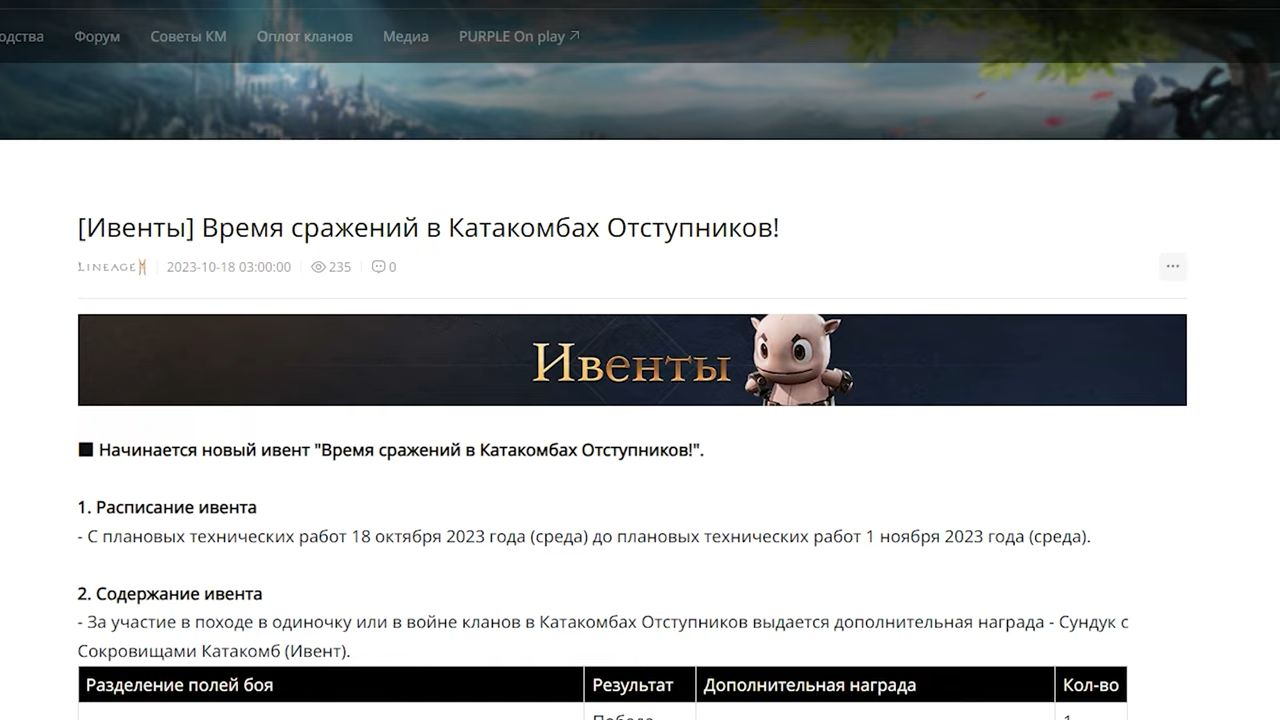 одства Форум Советы КМ Оплот кланов Медиа PURPLE On play
[Ивенты] Время сражений в Катакомбах Отступников!
LINEAGE M 2023-10-18 03:00:00 235 0
Ивенты
Начинается новый ивент "Время сражений в Катакомбах Отступников!".
1. Расписание ивента
- С плановых технических работ 18 октября 2023 года (среда) до плановых технических работ 1 ноября 2023 года (среда).
2. Содержание ивента
- За участие в походе в одиночку или в войне кланов в Катакомбах Отступников выдается дополнительная награда - Сундук с
Сокровищами Катакомб (Ивент).
Разделение полей боя Результат Дополнительная награда Кол-во
Победа 1